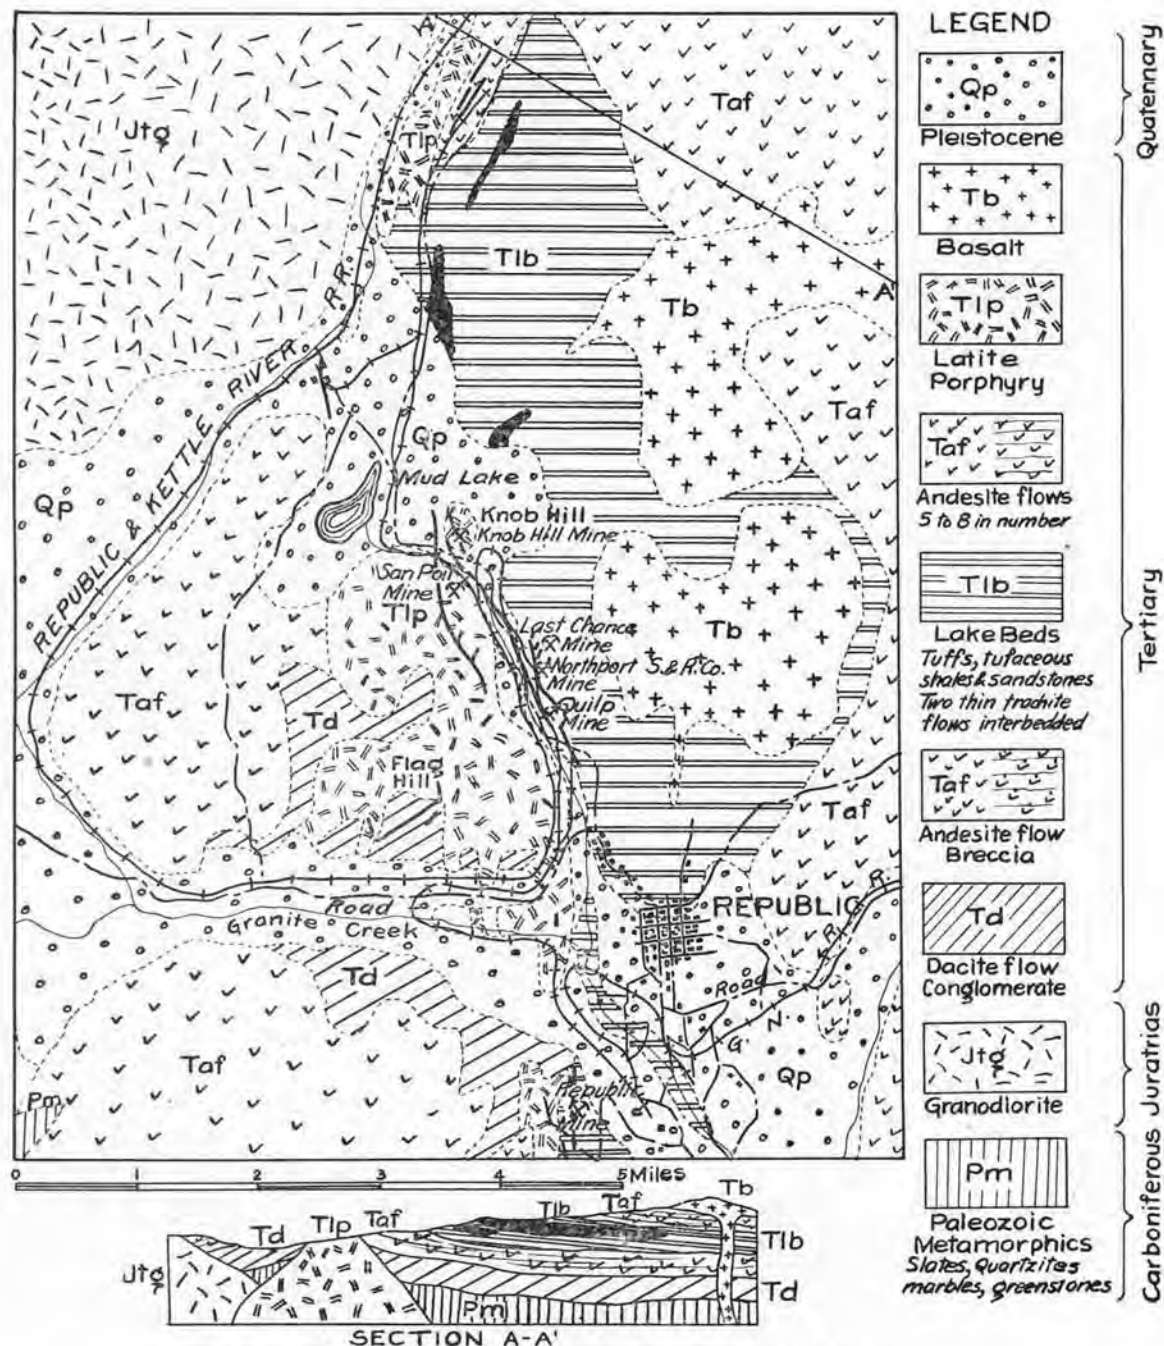 A
Taf
Jtg
Tlp
Tlb
Tb
A'
Taf
REPUBLIC & KETTLE RIVER R.R.
Qp
Qp
Mud Lake
Knob Hill
Knob Hill Mine
San Poil
Mine
Tlp
Last Chance
Mine
Northport S.&R.Co.
Mine
Quilp
Mine
Tb
Taf
Td
Flag
Hill
Taf
REPUBLIC
Road
Granite
Creek
Td
Road
G. N. R. R.
Taf
Republic
Mine
Qp
Pm
0 1 2 3 4 5 Miles
Jtg
Td
Tlp
Taf
Tlb
Taf
Tb
Tlb
Td
Pm
SECTION A-A'
LEGEND
Qp
Pleistocene
Tb
Basalt
Tlp
Latite
Porphyry
Taf
Andesite flows
5 to 8 in number
Tlb
Lake Beds
Tuffs, tufaceous
shales & sandstones
Two thin trachite
flows interbedded
Taf
Andesite flow
Breccia
Td
Dacite flow
Conglomerate
Jtg
Granodiorite
Pm
Paleozoic
Metamorphics
Slates, Quartzites
marbles, greenstones
Quatennary
Tertiary
Juratrias
Carboniferous